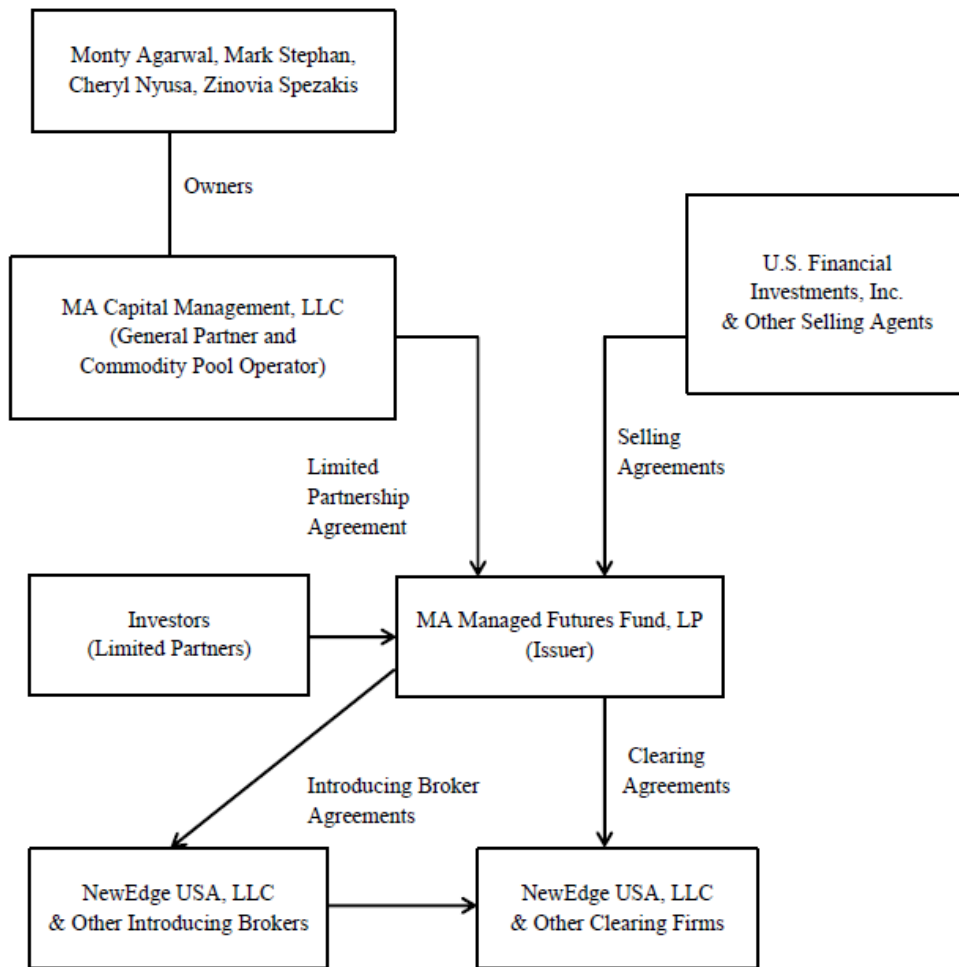 Monty Agarwal, Mark Stephan,
Cheryl Nyusa, Zinovia Spezakis
Owners
MA Capital Management, LLC
(General Partner and
Commodity Pool Operator)
U.S. Financial
Investments, Inc.
& Other Selling Agents
Limited
Partnership
Agreement
Selling
Agreements
Investors
(Limited Partners)
MA Managed Futures Fund, LP
(Issuer)
Introducing Broker
Agreements
Clearing
Agreements
NewEdge USA, LLC
& Other Introducing Brokers
NewEdge USA, LLC
& Other Clearing Firms